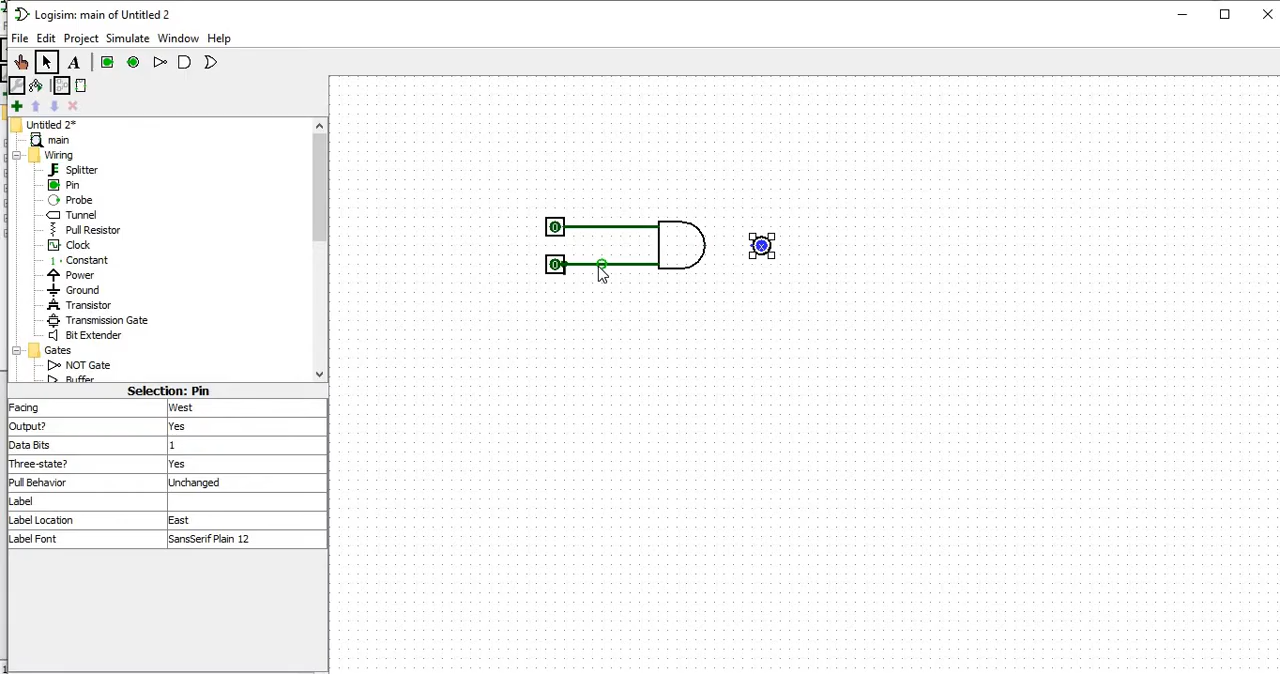 Logisim: main of Untitled 2
File Edit Project Simulate Window Help
A
Untitled 2*
main
Wiring
Splitter
Pin
Probe
Tunnel
Pull Resistor
Clock
1 Constant
Power
Ground
Transistor
Transmission Gate
Bit Extender
Gates
NOT Gate
Buffer
Selection: Pin
Facing West
Output? Yes
Data Bits 1
Three-state? Yes
Pull Behavior Unchanged
Label
Label Location East
Label Font SansSerif Plain 12
0
0
x